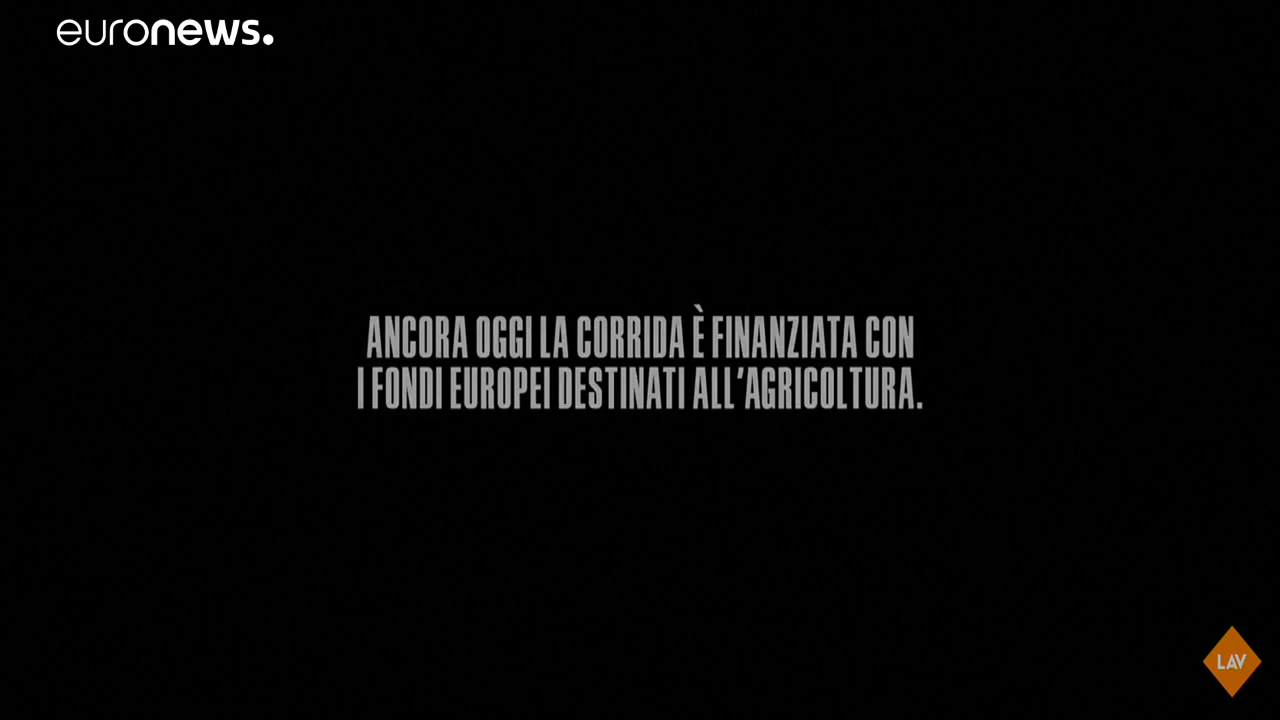 euronews.
ANCORA OGGI LA CORRIDA È FINANZIATA CON
I FONDI EUROPEI DESTINATI ALL'AGRICOLTURA.
LAV